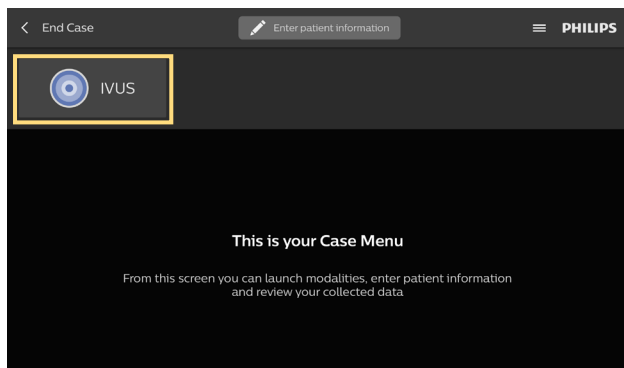 End Case
Enter patient information
PHILIPS
IVUS
This is your Case Menu
From this screen you can launch modalities, enter patient information
and review your collected data